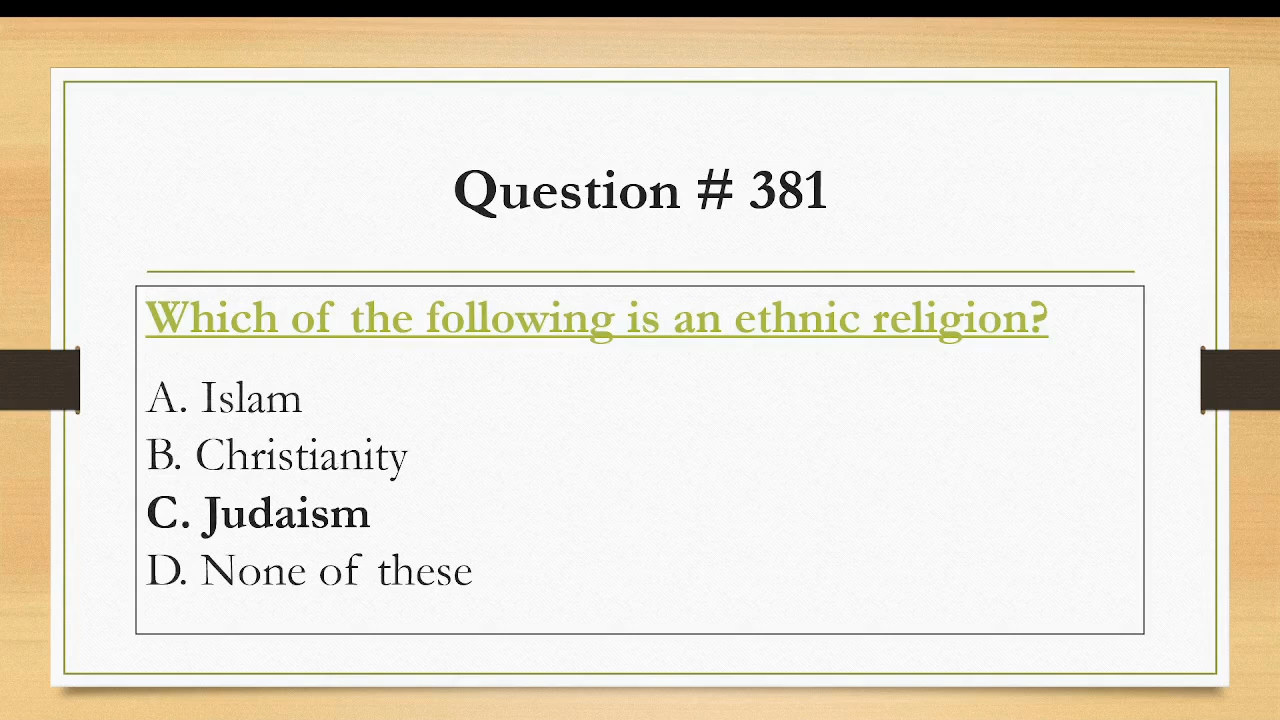 Question # 381
Which of the following is an ethnic religion?
A. Islam
B. Christianity
C. Judaism
D. None of these